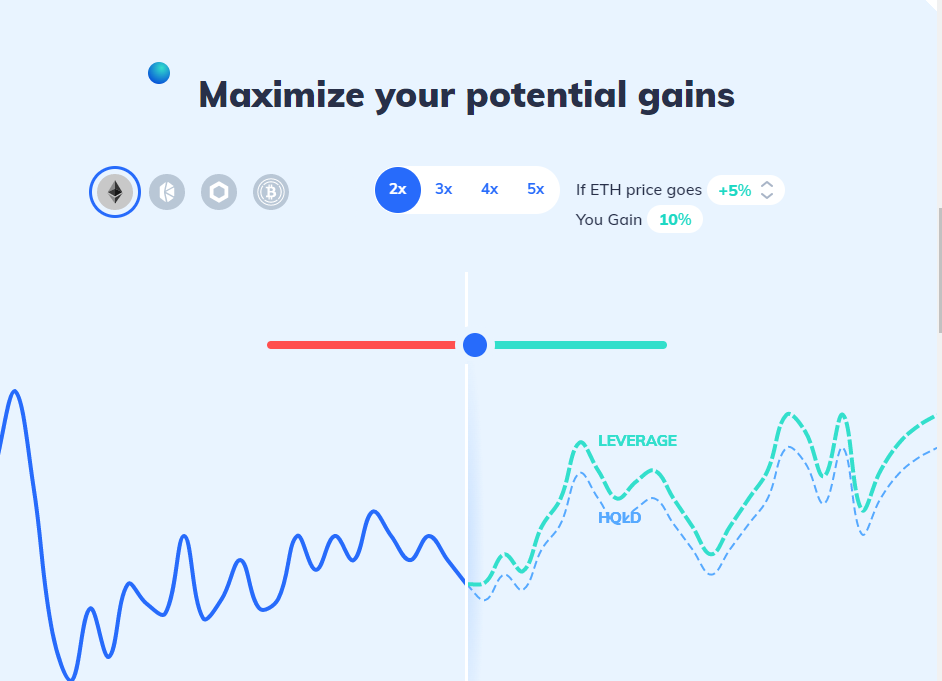 Maximize your potential gains
2x 3x 4x 5x
If ETH price goes +5%
You Gain 10%
LEVERAGE
HOLD